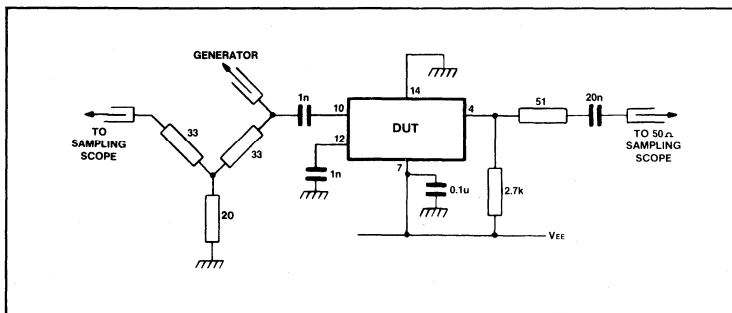 GENERATOR
1n
10
14
4
51
20n
TO
SAMPLING
SCOPE
33
33
12
DUT
TO 50Ω
SAMPLING
SCOPE
1n
7
0.1u
2.7k
20
VEE